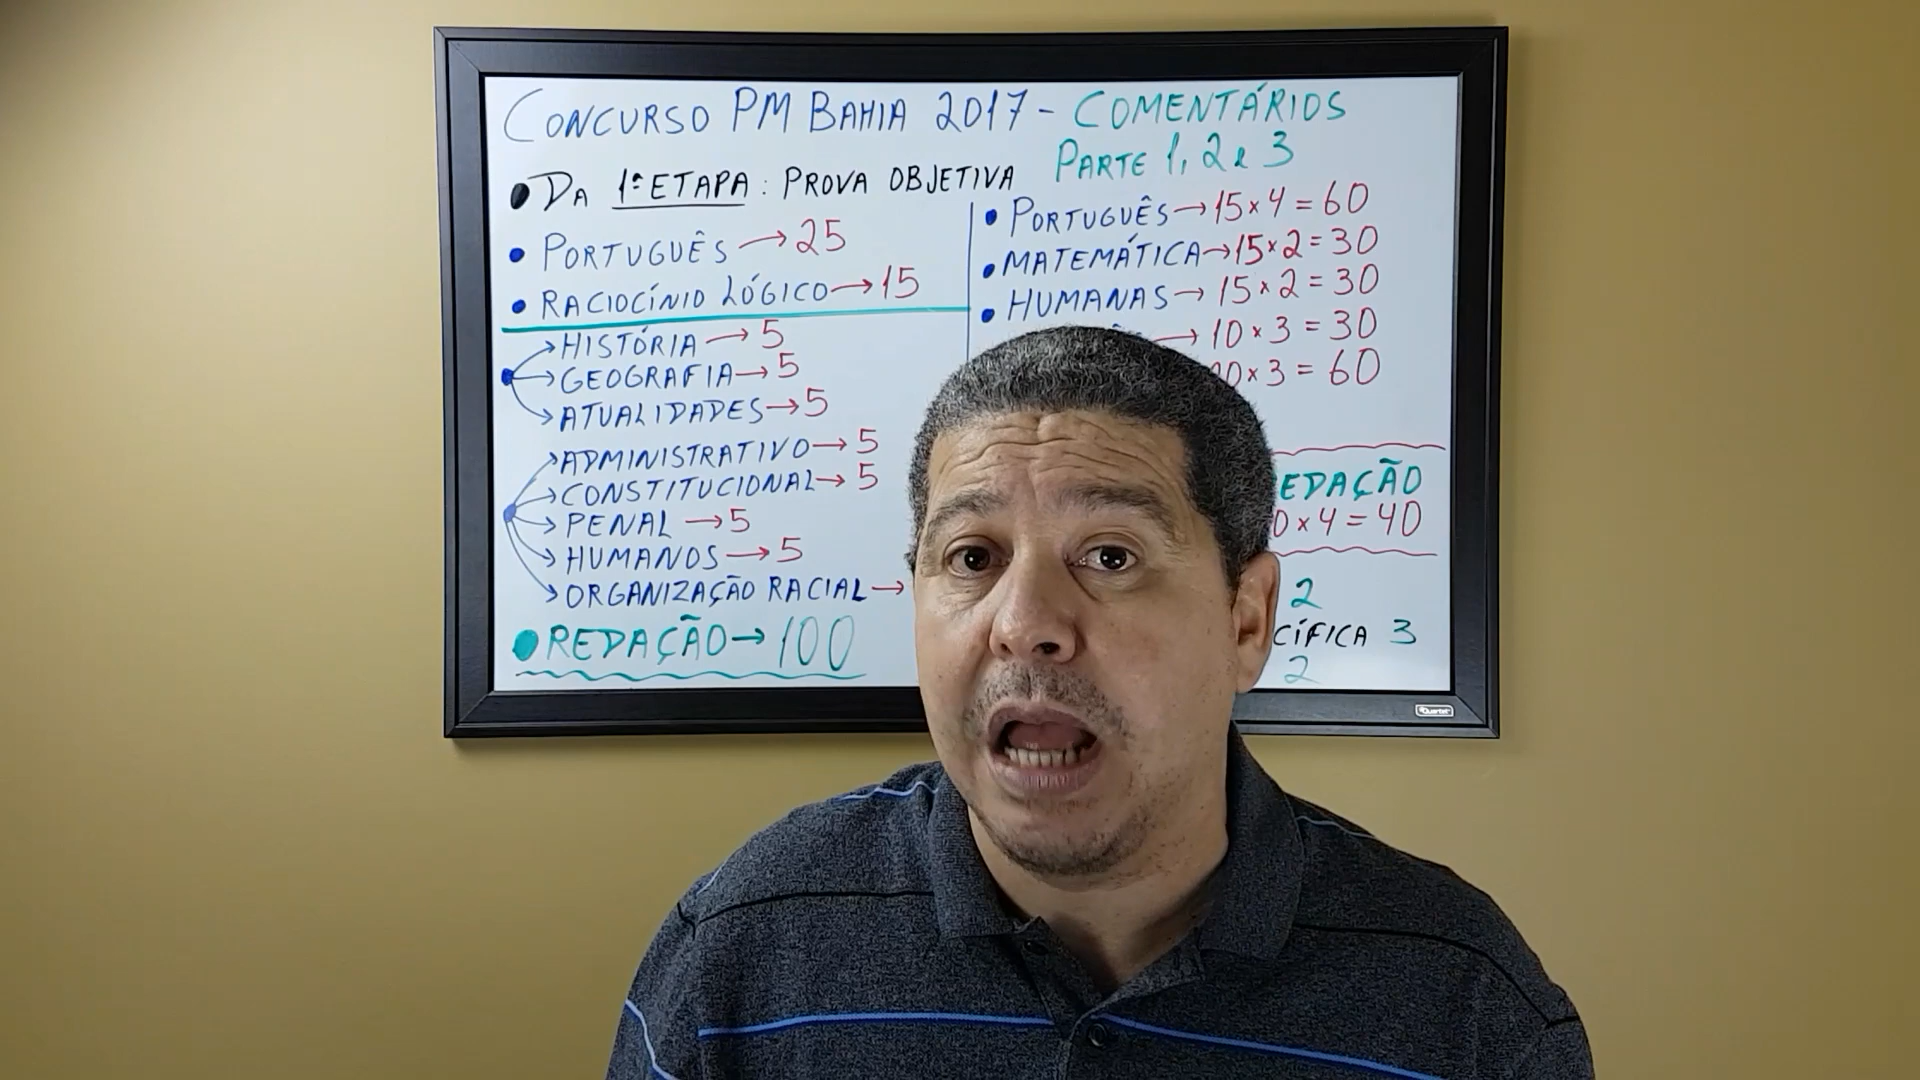 CONCURSO PM BAHIA 2017 - COMENTÁRIOS
PARTE 1, 2 e 3
• DA 1ª ETAPA: PROVA OBJETIVA
• PORTUGUÊS → 25
• RACIOCÍNIO LÓGICO → 15
HISTÓRIA → 5
GEOGRAFIA → 5
ATUALIDADES → 5
ADMINISTRATIVO → 5
CONSTITUCIONAL → 5
PENAL → 5
HUMANOS → 5
ORGANIZAÇÃO RACIAL →
• REDAÇÃO → 100
• PORTUGUÊS → 15 x 4 = 60
• MATEMÁTICA → 15 x 2 = 30
• HUMANAS → 15 x 2 = 30
→ 10 x 3 = 30
0 x 3 = 60
EDAÇÃO
0 x 4 = 40
2
CÍFICA 3
2
Quartet